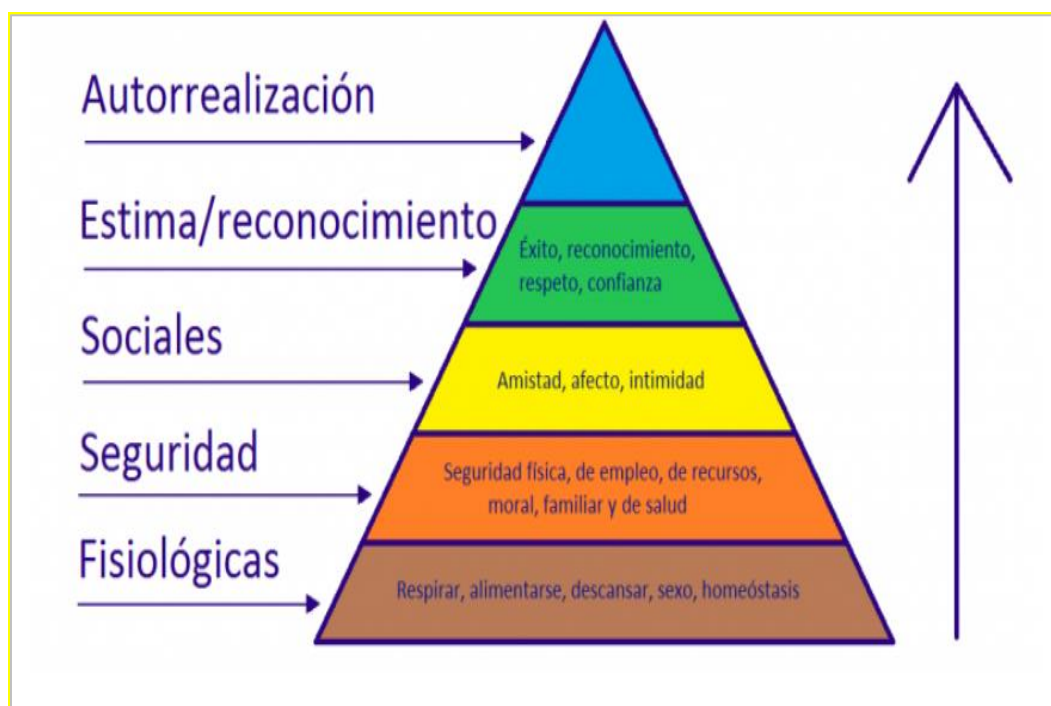 Autorrealización
Estima/reconocimiento
Éxito, reconocimiento,
respeto, confianza
Sociales
Amistad, afecto, intimidad
Seguridad
Seguridad física, de empleo, de recursos,
moral, familiar y de salud
Fisiológicas
Respirar, alimentarse, descansar, sexo, homeóstasis